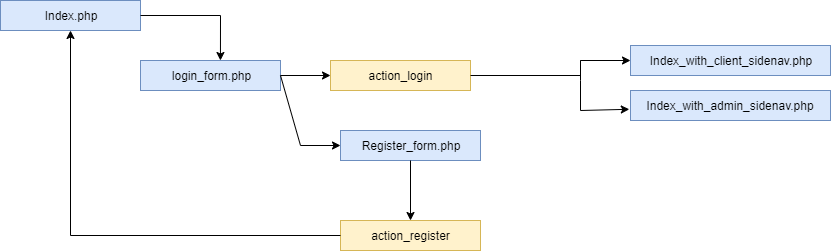 Index.php
login_form.php
action_login
Index_with_client_sidenav.php
Index_with_admin_sidenav.php
Register_form.php
action_register